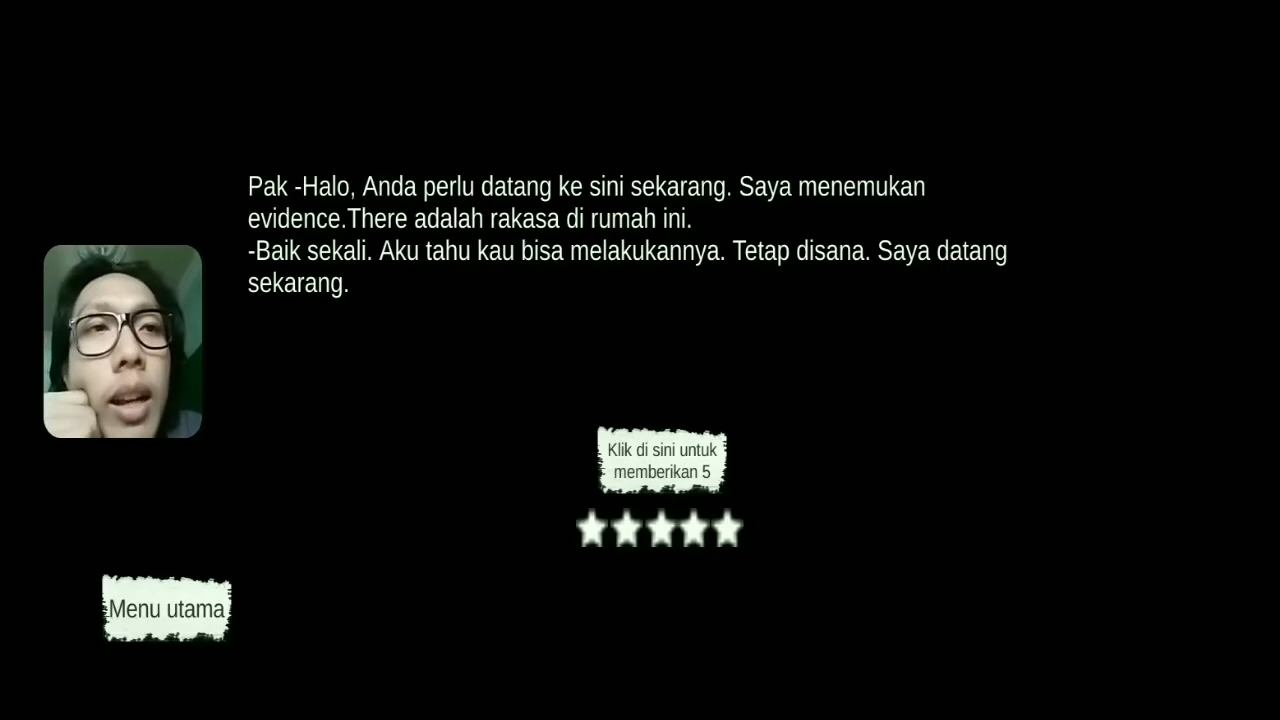 Pak -Halo, Anda perlu datang ke sini sekarang. Saya menemukan
evidence.There adalah rakasa di rumah ini.
-Baik sekali. Aku tahu kau bisa melakukannya. Tetap disana. Saya datang
sekarang.
Klik di sini untuk
memberikan 5
Menu utama